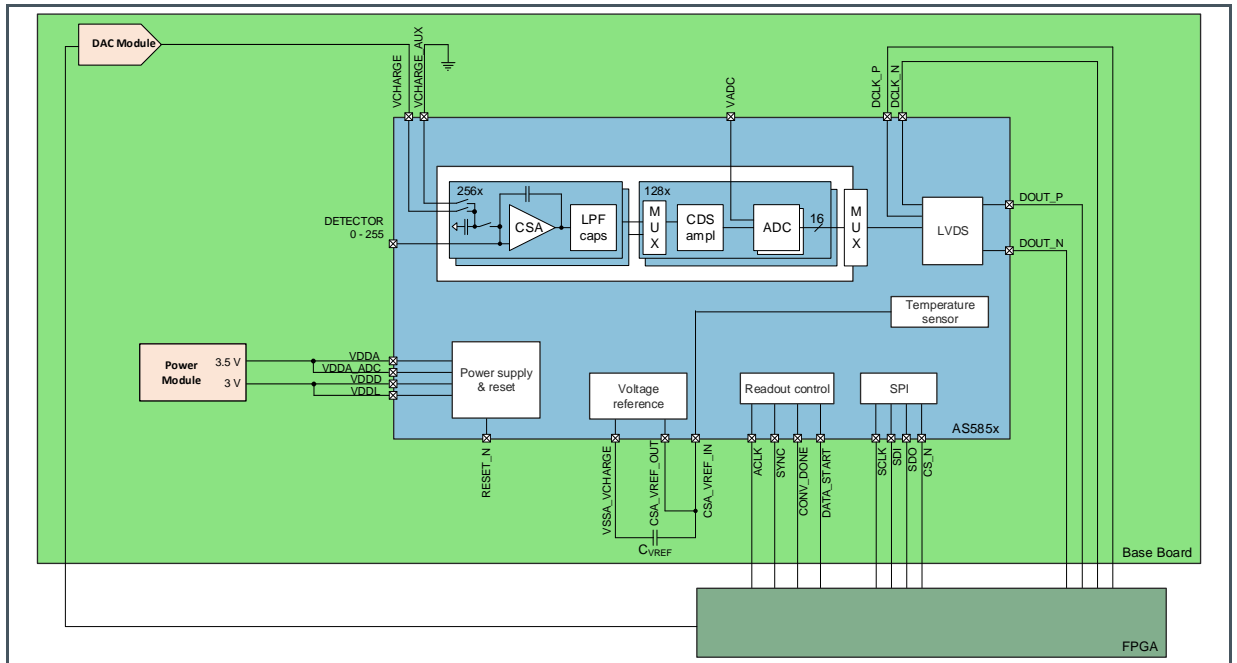 DAC Module
VCHARGE
VCHARGE_AUX
VADC
DCLK_P
DCLK_N
256x
128x
DETECTOR
0 - 255
CSA
LPF
caps
M
U
X
CDS
ampl
ADC
16
M
U
X
LVDS
DOUT_P
DOUT_N
Temperature
sensor
Power
Module
3.5 V
3 V
VDDA
VDDA_ADC
VDDD
VDDL
Power supply
& reset
Voltage
reference
Readout control
SPI
AS585x
RESET_N
VSSA_VCHARGE
CSA_VREF_OUT
CSA_VREF_IN
ACLK
SYNC
CONV_DONE
DATA_START
SCLK
SDI
SDO
CS_N
CVREF
Base Board
FPGA